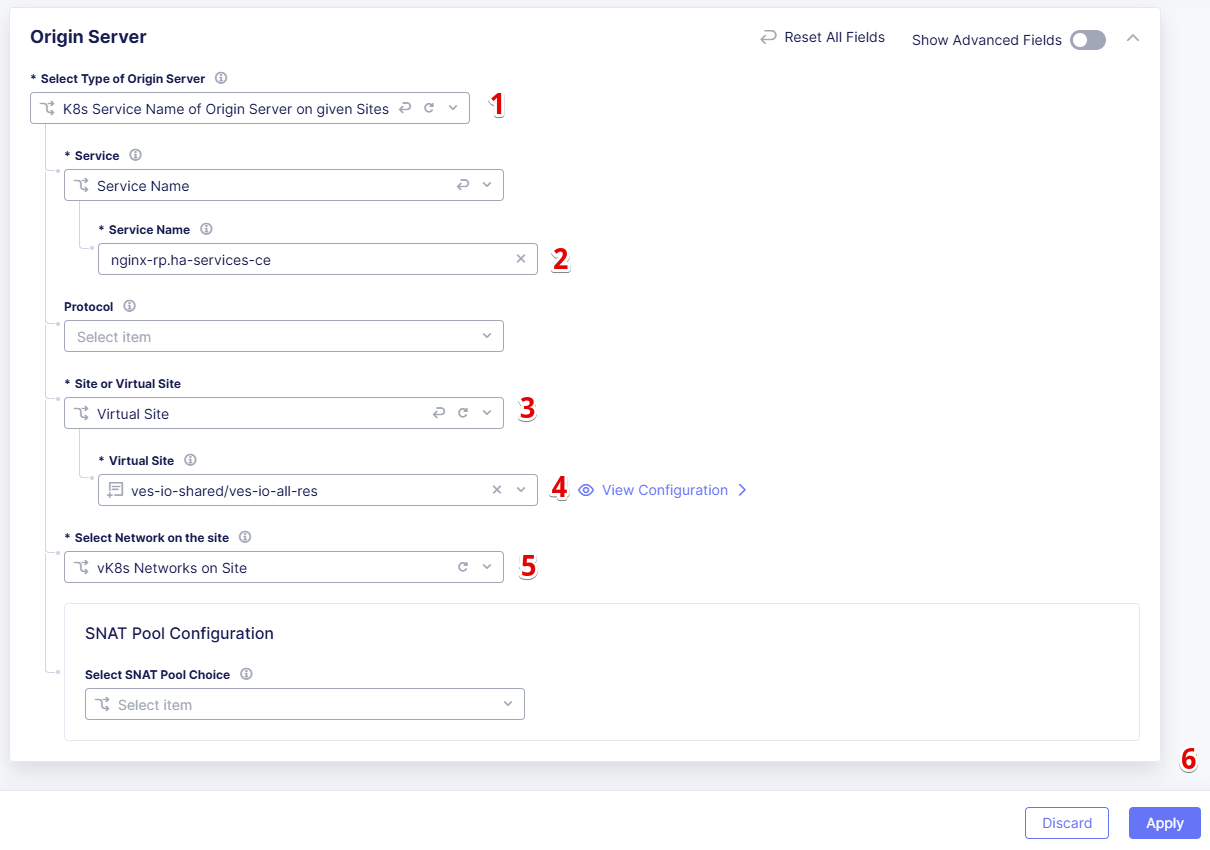 Origin Server
Reset All Fields
Show Advanced Fields
* Select Type of Origin Server
K8s Service Name of Origin Server on given Sites
1
* Service
Service Name
* Service Name
nginx-rp.ha-services-ce
2
Protocol
Select item
* Site or Virtual Site
Virtual Site
3
* Virtual Site
ves-io-shared/ves-io-all-res
4
View Configuration
* Select Network on the site
vK8s Networks on Site
5
SNAT Pool Configuration
Select SNAT Pool Choice
Select item
6
Discard
Apply